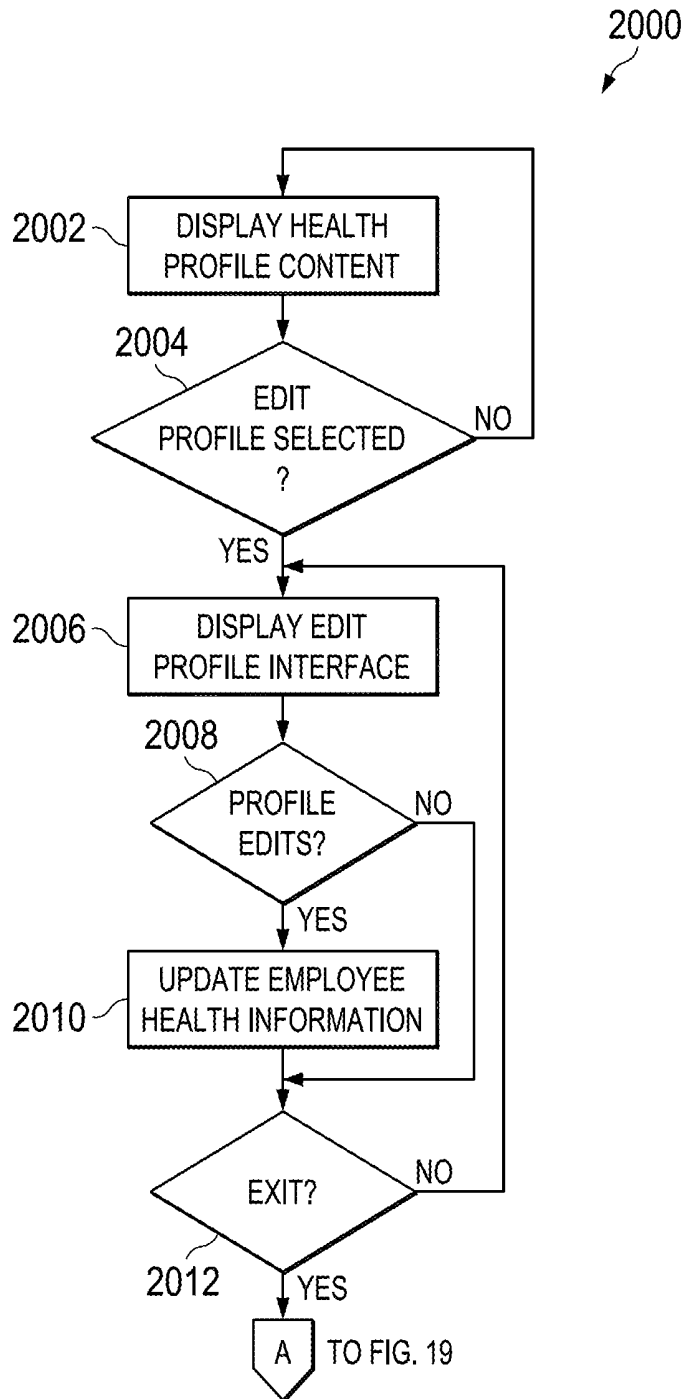 2000
2002
DISPLAY HEALTH
PROFILE CONTENT
2004
EDIT
PROFILE SELECTED
?
NO
YES
2006
DISPLAY EDIT
PROFILE INTERFACE
2008
PROFILE
EDITS?
NO
YES
2010
UPDATE EMPLOYEE
HEALTH INFORMATION
EXIT?
NO
2012
YES
A
TO FIG. 19